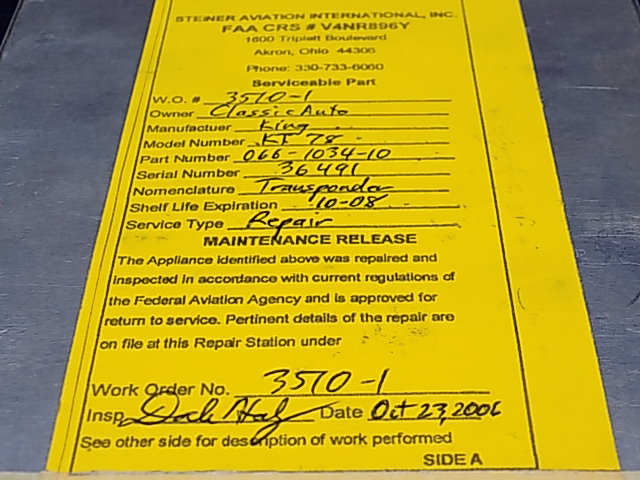 STEINER AVIATION INTERNATIONAL, INC.
FAA CRS # V4NR896Y
1600 Triplett Boulevard
Akron, Ohio 44306
Phone: 330-733-6060
Serviceable Part
W.O. # 3510-1
Owner Classic Auto
Manufactuer King
Model Number KT 78
Part Number 066-1034-10
Serial Number 36491
Nomenclature Transponder
Shelf Life Expiration 10-08
Service Type Repair
MAINTENANCE RELEASE
The Appliance identified above was repaired and
inspected in accordance with current regulations of
the Federal Aviation Agency and is approved for
return to service. Pertinent details of the repair are
on file at this Repair Station under
Work Order No. 3510-1
Insp Date Oct 23, 2006
See other side for description of work performed
SIDE A